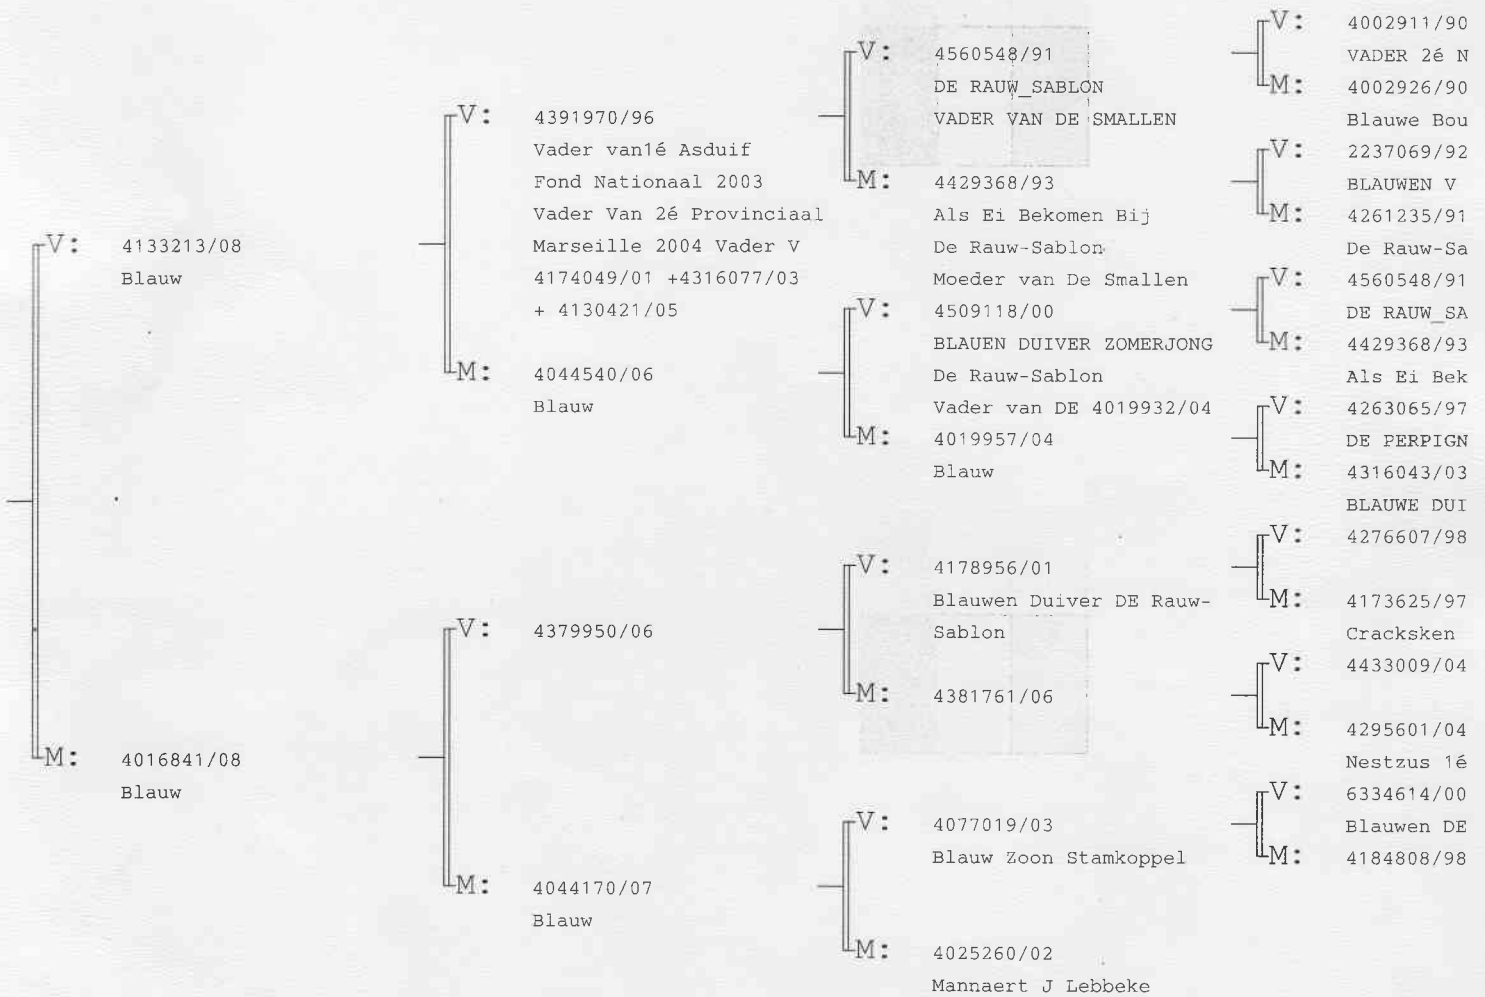 V: 4133213/08
Blauw
M: 4016841/08
Blauw
V: 4391970/96
Vader van1é Asduif
Fond Nationaal 2003
Vader Van 2é Provinciaal
Marseille 2004 Vader V
4174049/01 +4316077/03
+ 4130421/05
M: 4044540/06
Blauw
V: 4379950/06
M: 4044170/07
Blauw
V: 4560548/91
DE RAUW_SABLON
VADER VAN DE SMALLEN
M: 4429368/93
Als Ei Bekomen Bij
De Rauw-Sablon
Moeder van De Smallen
V: 4509118/00
BLAUEN DUIVER ZOMERJONG
De Rauw-Sablon
Vader van DE 4019932/04
M: 4019957/04
Blauw
V: 4178956/01
Blauwen Duiver DE Rauw-
Sablon
M: 4381761/06
V: 4077019/03
Blauw Zoon Stamkoppel
M: 4025260/02
Mannaert J Lebbeke
V: 4002911/90
VADER 2é N
M: 4002926/90
Blauwe Bou
V: 2237069/92
BLAUWEN V
M: 4261235/91
De Rauw-Sa
V: 4560548/91
DE RAUW_SA
M: 4429368/93
Als Ei Bek
V: 4263065/97
DE PERPIGN
M: 4316043/03
BLAUWE DUI
V: 4276607/98
M: 4173625/97
Cracksken
V: 4433009/04
M: 4295601/04
Nestzus 1é
V: 6334614/00
Blauwen DE
M: 4184808/98